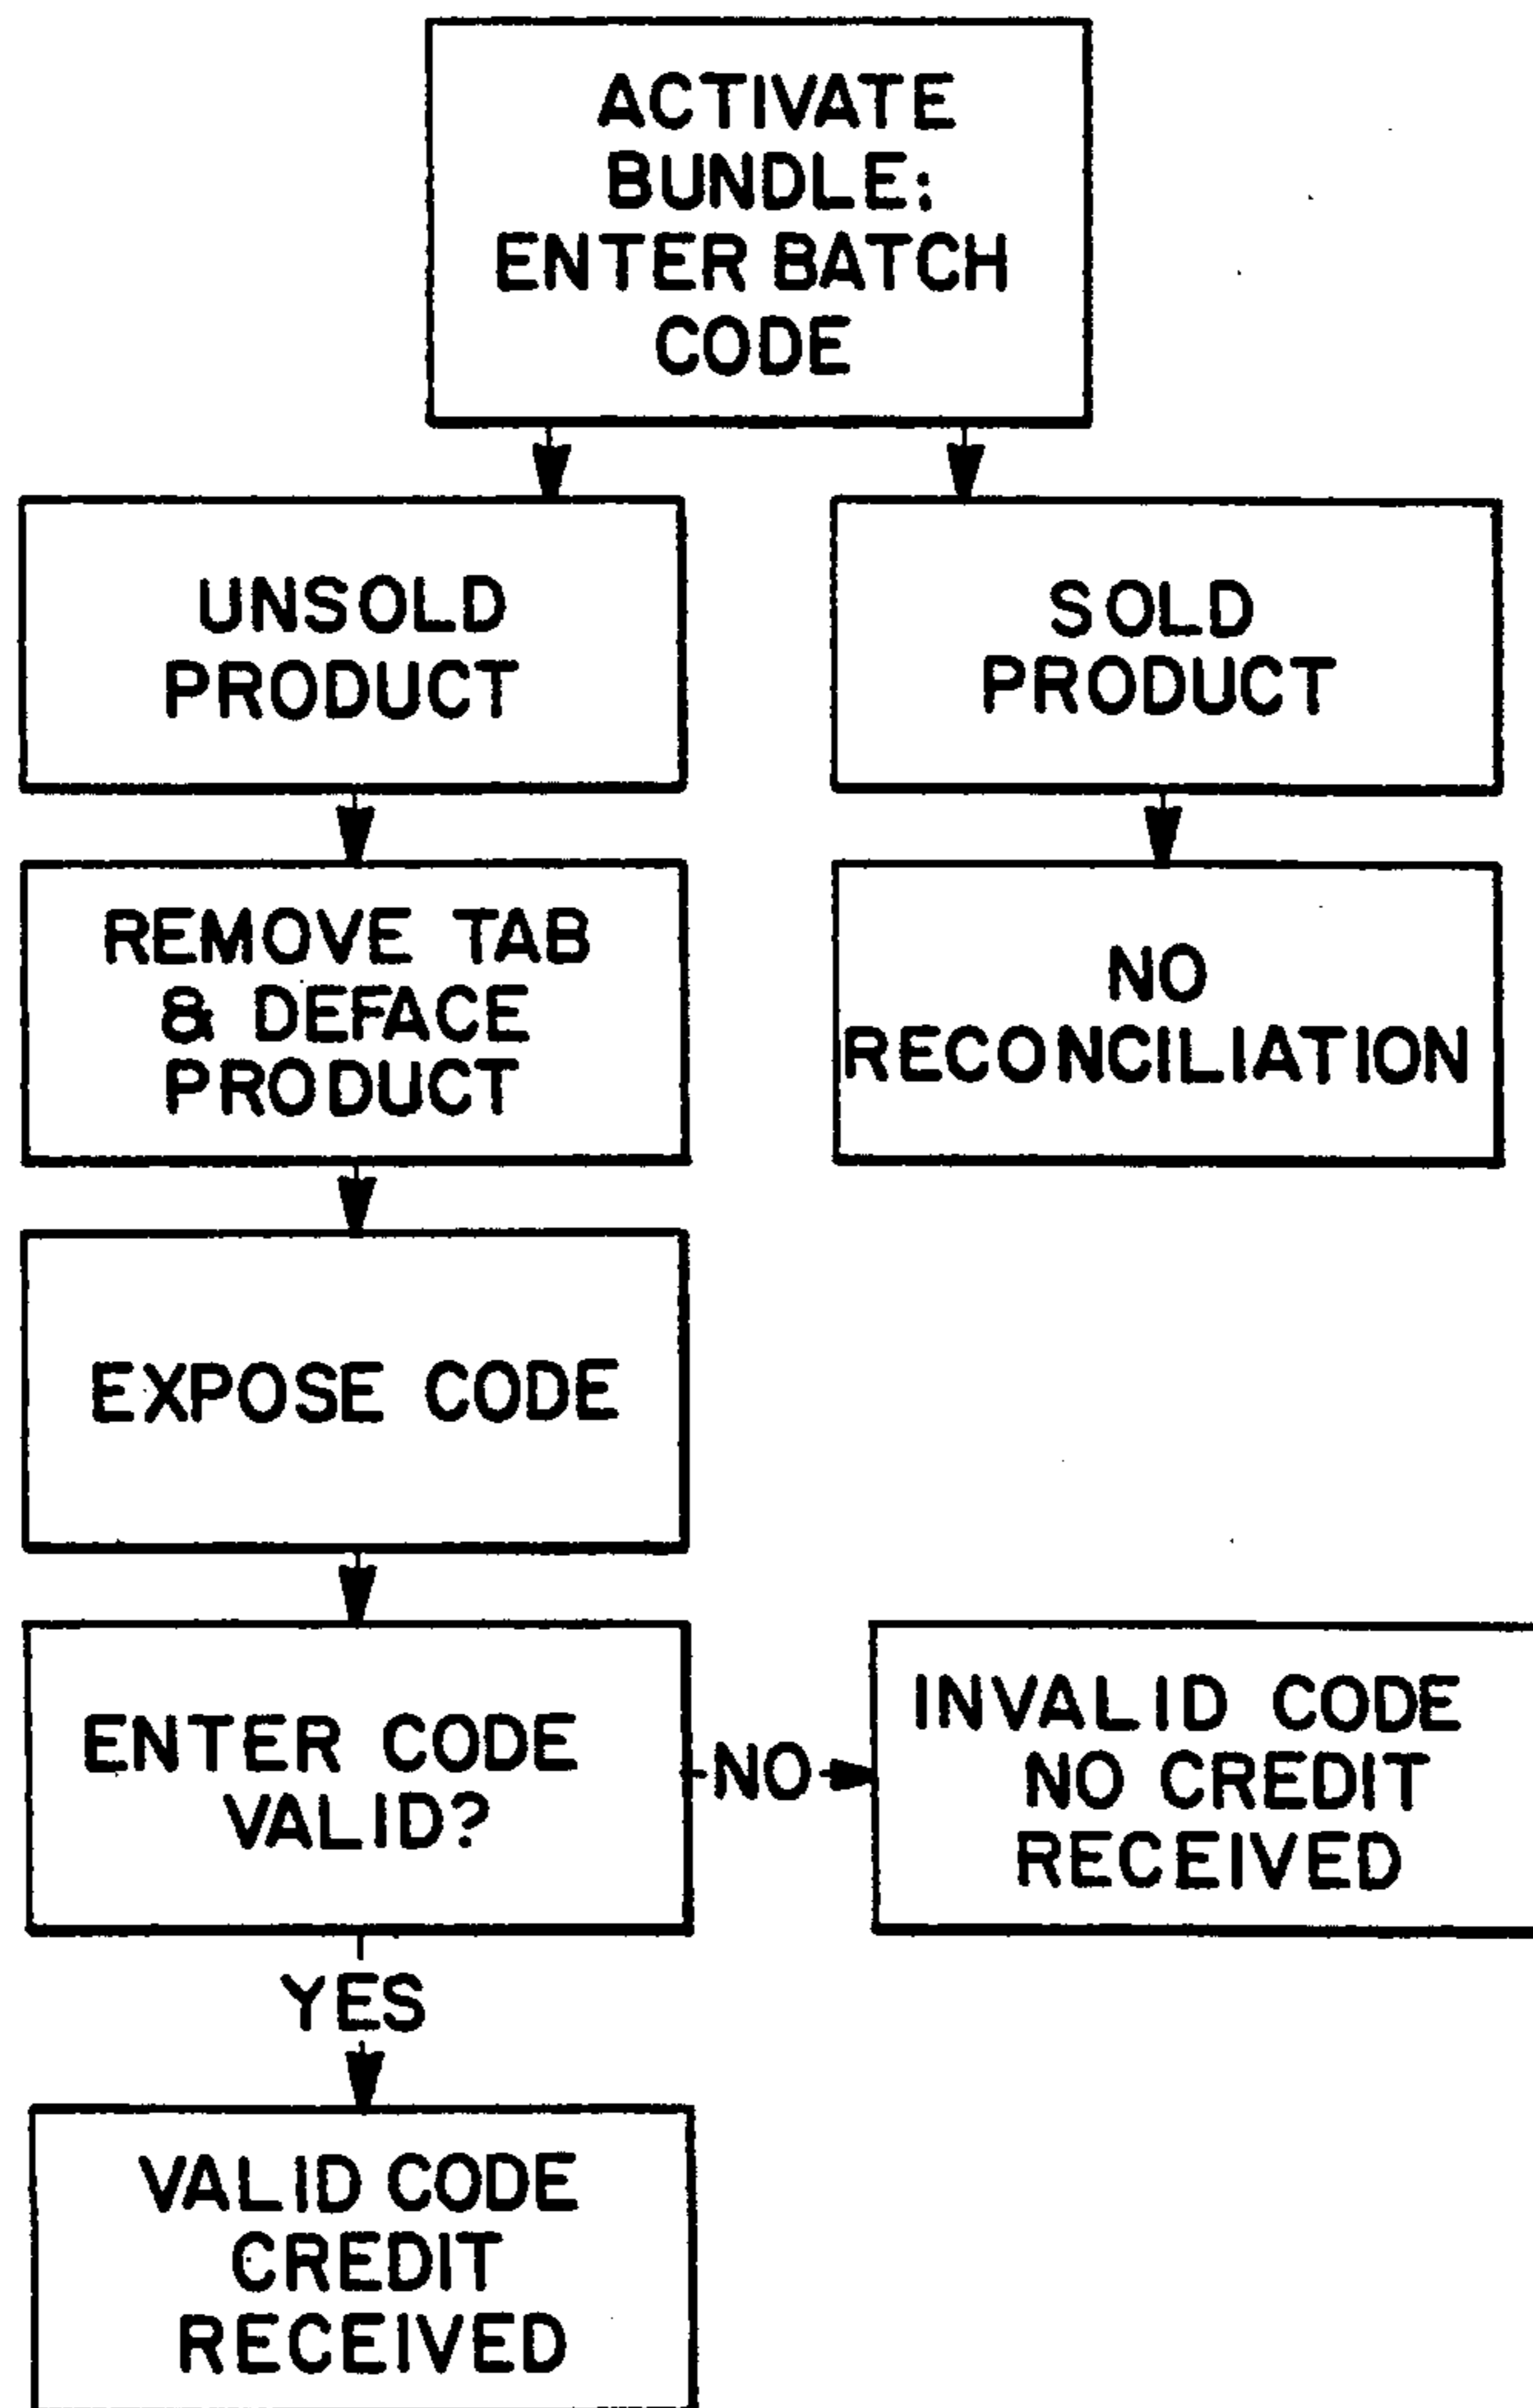 ACTIVATE
BUNDLE:
ENTER BATCH
CODE
UNSOLD
PRODUCT
SOLD
PRODUCT
REMOVE TAB
& DEFACE
PRODUCT
NO
RECONCILIATION
EXPOSE CODE
ENTER CODE
VALID?
NO
INVALID CODE
NO CREDIT
RECEIVED
YES
VALID CODE
CREDIT
RECEIVED